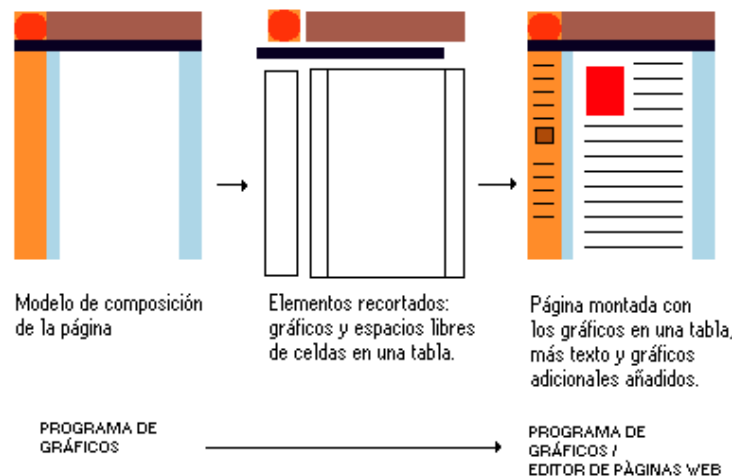 Modelo de composición
de la página
Elementos recortados:
gráficos y espacios libres
de celdas en una tabla.
Página montada con
los gráficos en una tabla,
más texto y gráficos
adicionales añadidos.
PROGRAMA DE
GRÁFICOS
PROGRAMA DE
GRÁFICOS /
EDITOR DE PÀGINAS WEB